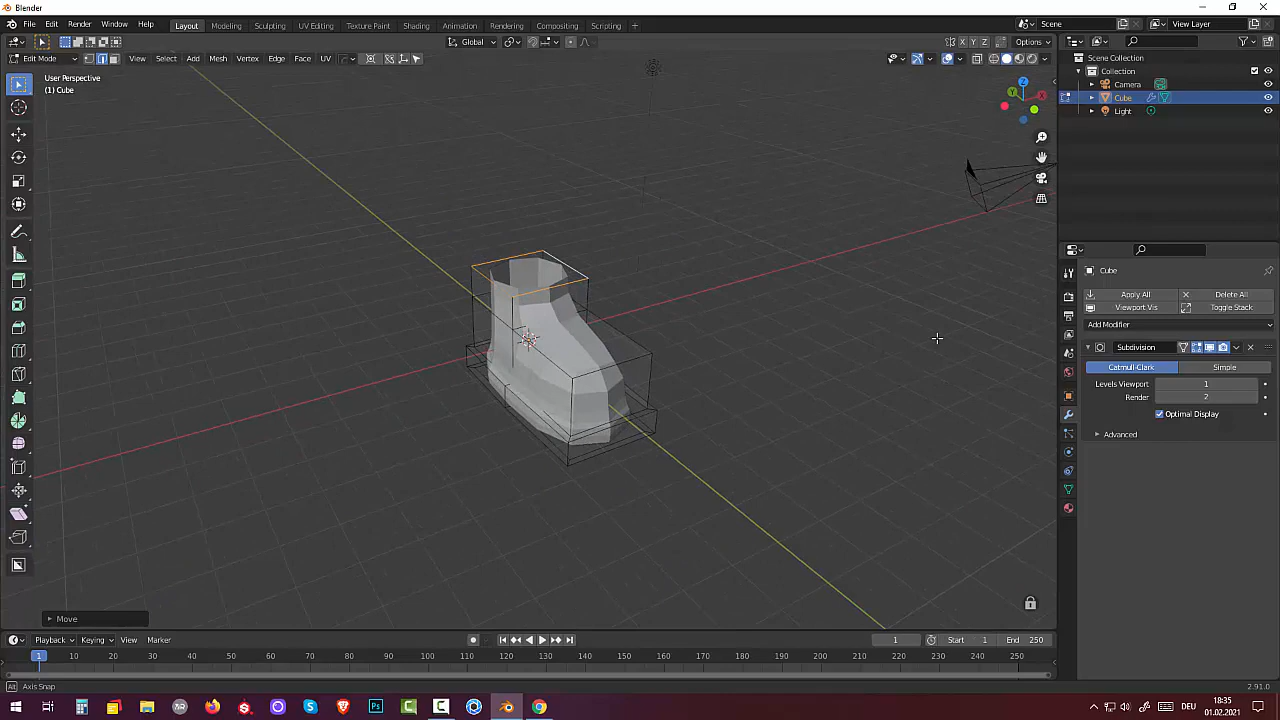 Blender
File Edit Render Window Help Layout Modeling Sculpting UV Editing Texture Paint Shading Animation Rendering Compositing Scripting + Scene View Layer
Global X Y Z Options
Edit Mode View Select Add Mesh Vertex Edge Face UV
User Perspective
(1) Cube
Scene Collection
Collection
Camera
Cube
Light
Cube
Apply All Delete All
Viewport Vis Toggle Stack
Add Modifier
Subdivision
Catmull-Clark Simple
Levels Viewport 1
Render 2
Optimal Display
Advanced
Move
Playback Keying View Marker 1 Start 1 End 250
1 10 20 30 40 50 60 70 80 90 100 110 120 130 140 150 160 170 180 190 200 210 220 230 240 250
Alt Axis Snap 2.91.0
Ps DEU 18:35
01.02.2021